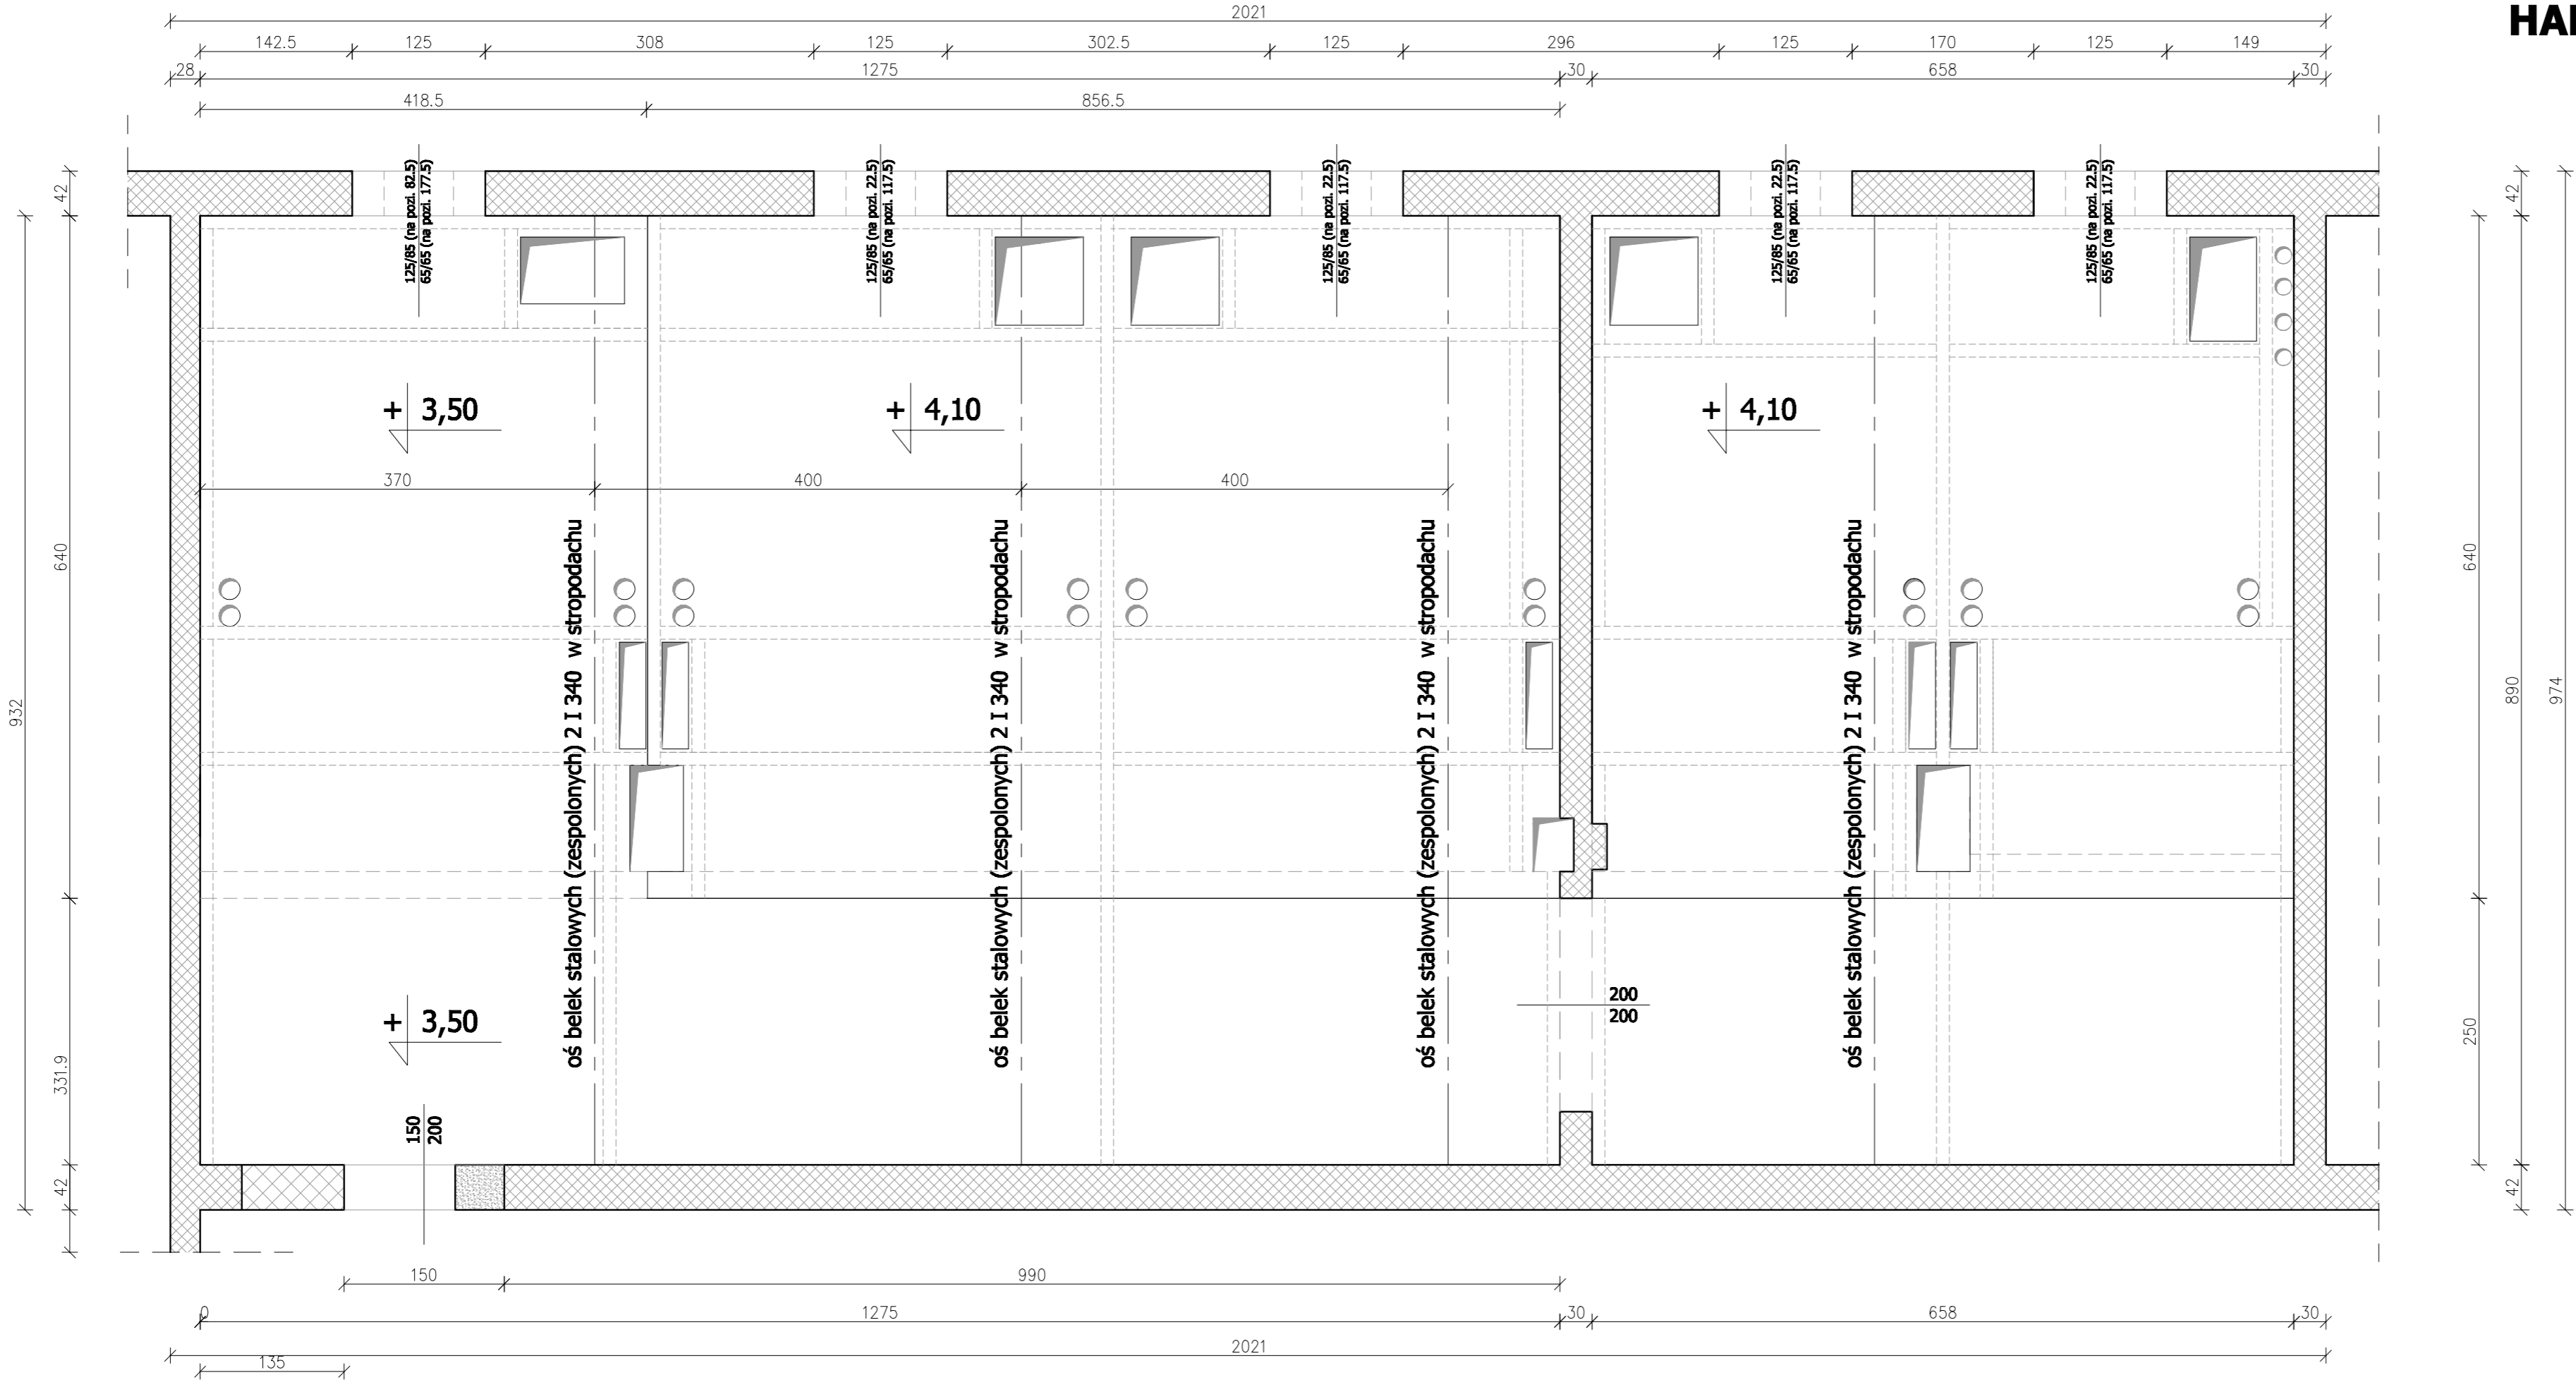 2021
HA
142.5 125 308 125 302.5 125 296 125 170 125 149
28 1275 30 658 30
418.5 856.5
125/85 (na pozi. 82.5)
65/65 (na pozi. 177.5)
125/85 (na pozi. 22.5)
65/65 (na pozi. 117.5)
125/85 (na pozi. 22.5)
65/65 (na pozi. 117.5)
125/85 (na pozi. 22.5)
65/65 (na pozi. 117.5)
125/85 (na pozi. 22.5)
65/65 (na pozi. 117.5)
42
42
+ 3,50
+ 4,10
+ 4,10
370 400 400
oś belek stalowych (zespolonych) 2 I 340 w stropodachu
oś belek stalowych (zespolonych) 2 I 340 w stropodachu
oś belek stalowych (zespolonych) 2 I 340 w stropodachu
oś belek stalowych (zespolonych) 2 I 340 w stropodachu
640
640
932
890
974
200
200
+ 3,50
331.9
250
150
200
42
42
150 990
0 1275 30 658 30
2021
135